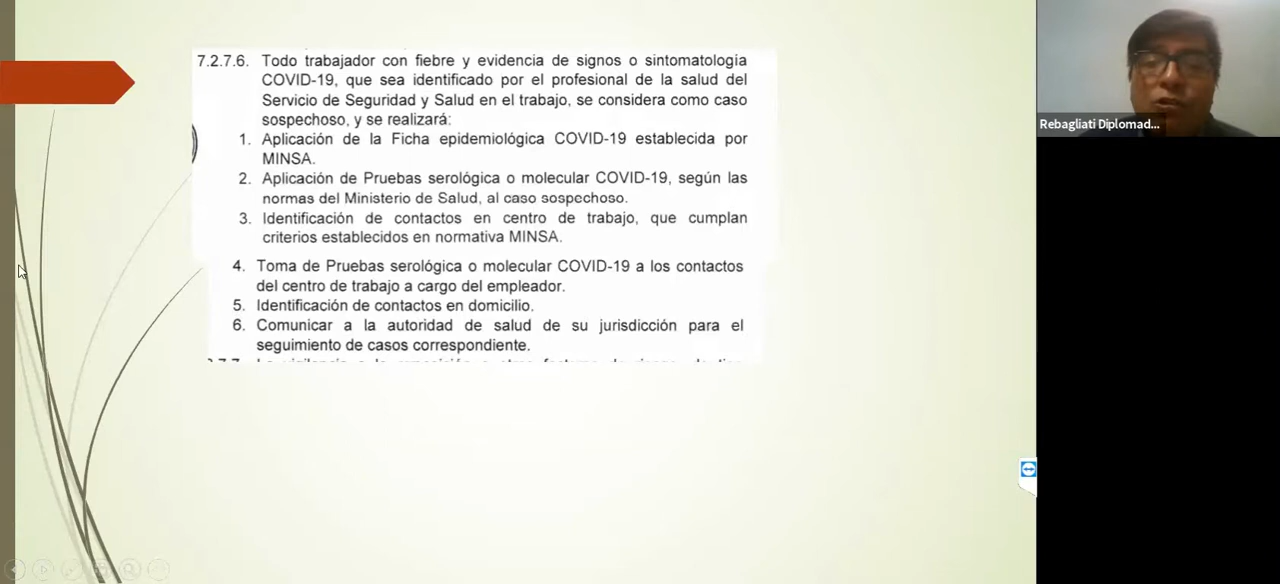 7.2.7.6. Todo trabajador con fiebre y evidencia de signos o sintomatología
COVID-19, que sea identificado por el profesional de la salud del
Servicio de Seguridad y Salud en el trabajo, se considera como caso
sospechoso, y se realizará:
1. Aplicación de la Ficha epidemiológica COVID-19 establecida por
MINSA.
2. Aplicación de Pruebas serológica o molecular COVID-19, según las
normas del Ministerio de Salud, al caso sospechoso.
3. Identificación de contactos en centro de trabajo, que cumplan
criterios establecidos en normativa MINSA.
4. Toma de Pruebas serológica o molecular COVID-19 a los contactos
del centro de trabajo a cargo del empleador.
5. Identificación de contactos en domicilio.
6. Comunicar a la autoridad de salud de su jurisdicción para el
seguimiento de casos correspondiente.
Rebagliati Diplomad...